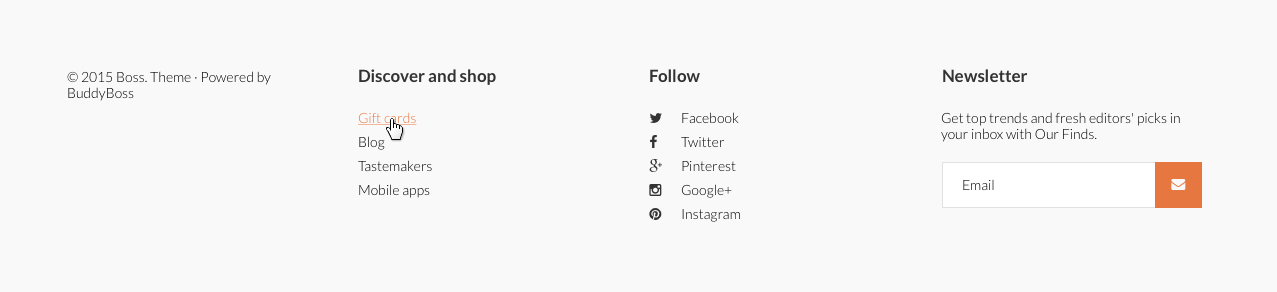 © 2015 Boss. Theme · Powered by
BuddyBoss
Discover and shop
Gift cards
Blog
Tastemakers
Mobile apps
Follow
Facebook
Twitter
Pinterest
Google+
Instagram
Newsletter
Get top trends and fresh editors' picks in
your inbox with Our Finds.
Email